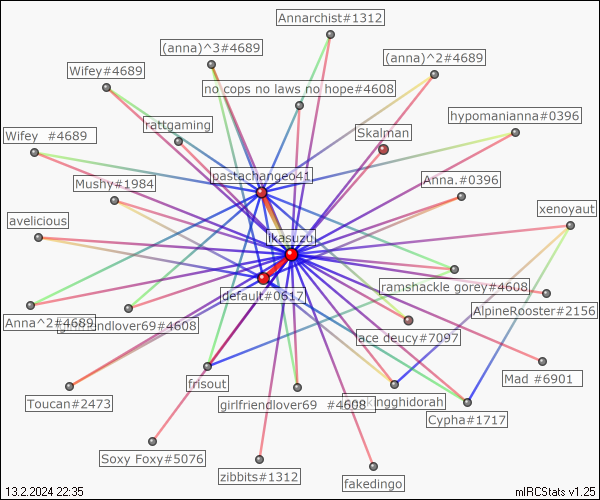 Annarchist#1312
(anna)^3#4689
(anna)^2#4689
Wifey#4689
no cops no laws no hope#4608
hypomanianna#0396
rattgaming
Skalman
Wifey  #4689
pastachangeo41
Mushy#1984
Anna.#0396
avelicious
xenoyaut
ikasuzu
ramshackle gorey#4608
default#0617
AlpineRooster#2156
Anna^2#4689
girlfriendlover69#4608
ace deucy#7097
Mad #6901
frisout
Toucan#2473
girlfriendlover69  #4608
Cypha#1717
Soxy Foxy#5076
zibbits#1312
fakedingo
13.2.2024 22:35
mIRCStats v1.25